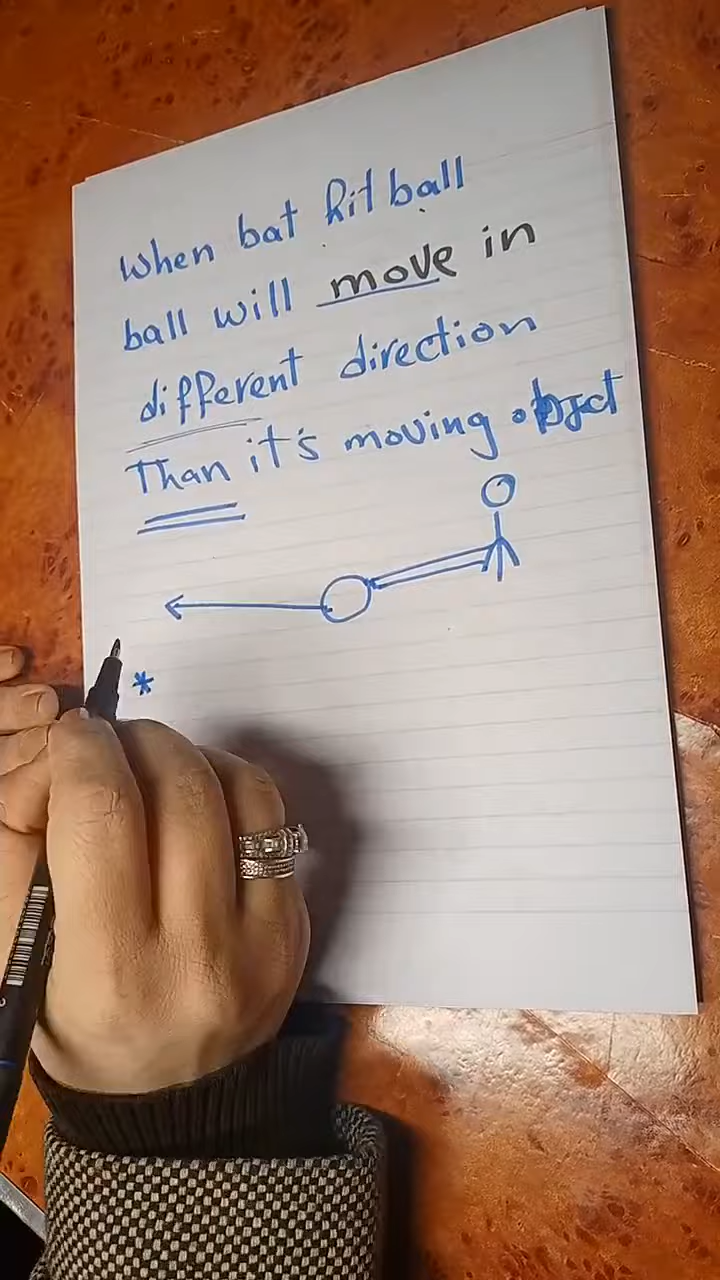 When bat hit ball
ball will move in
different direction
Than it's moving object
*